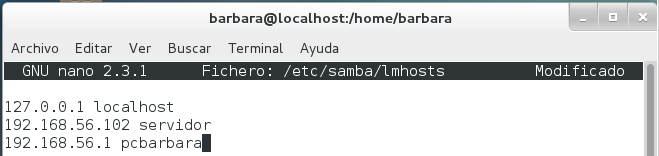 barbara@localhost:/home/barbara
Archivo Editar Ver Buscar Terminal Ayuda
GNU nano 2.3.1 Fichero: /etc/samba/lmhosts Modificado
127.0.0.1 localhost
192.168.56.102 servidor
192.168.56.1 pcbarbara